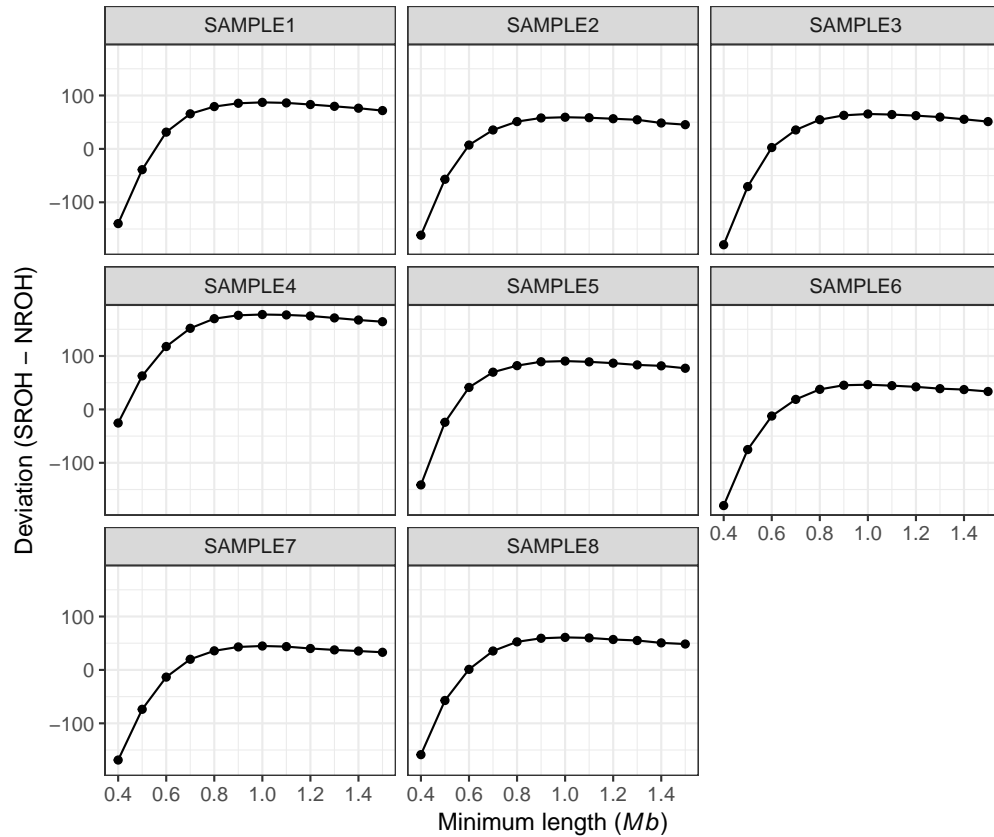 SAMPLE1 SAMPLE2 SAMPLE3
100
0
−100
SAMPLE4 SAMPLE5 SAMPLE6
100
0
−100
0.4 0.6 0.8 1.0 1.2 1.4
SAMPLE7 SAMPLE8
100
0
−100
0.4 0.6 0.8 1.0 1.2 1.4 0.4 0.6 0.8 1.0 1.2 1.4
Minimum length (Mb)
Deviation (SROH − NROH)